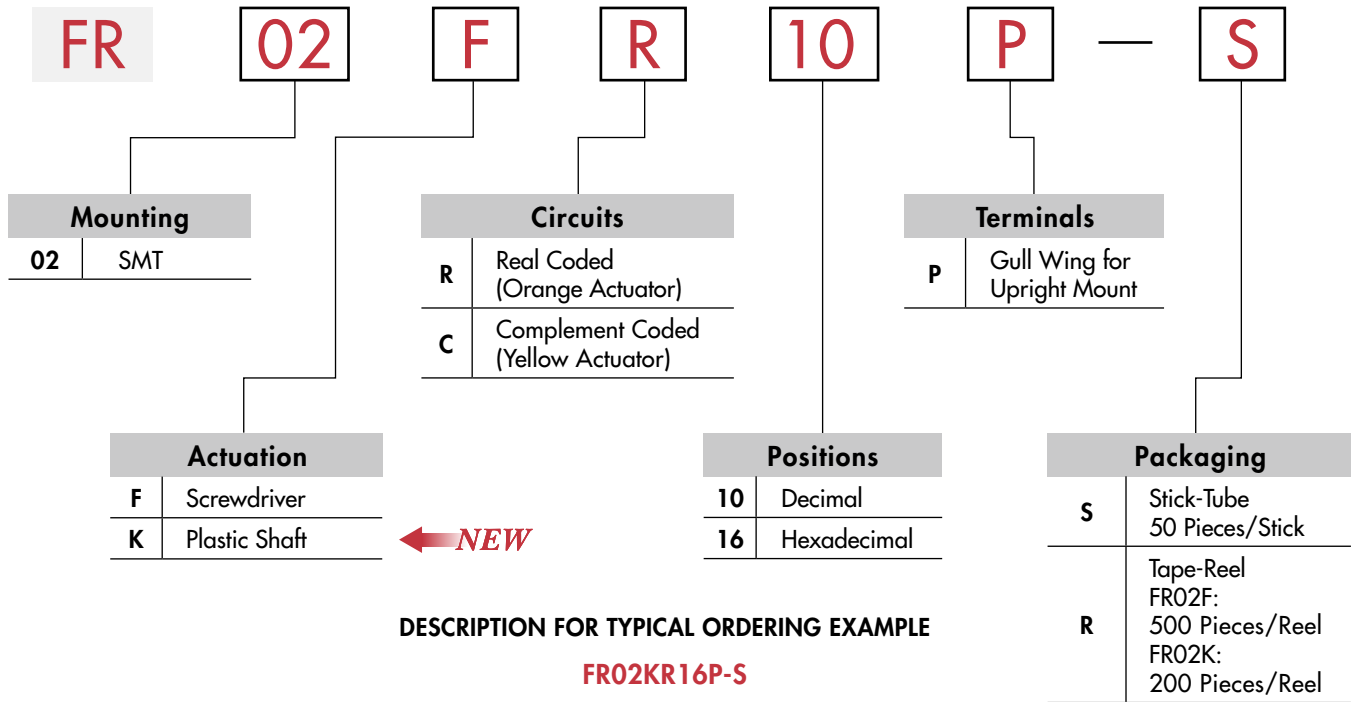 FR 02 F R 10 P — S
Mounting
02 SMT
Circuits
R Real Coded
(Orange Actuator)
C Complement Coded
(Yellow Actuator)
Terminals
P Gull Wing for
Upright Mount
Actuation
F Screwdriver
K Plastic Shaft NEW
Positions
10 Decimal
16 Hexadecimal
Packaging
S Stick-Tube
50 Pieces/Stick
R Tape-Reel
FR02F:
500 Pieces/Reel
FR02K:
200 Pieces/Reel
DESCRIPTION FOR TYPICAL ORDERING EXAMPLE
FR02KR16P-S